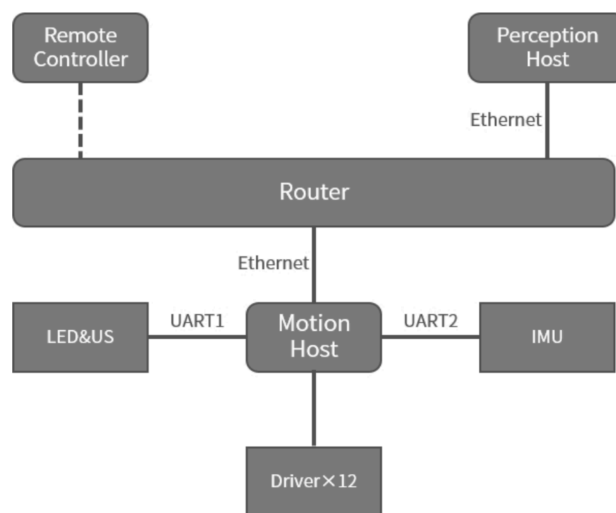 Remote
Controller
Perception
Host
Ethernet
Router
Ethernet
LED&US
UART1
Motion
Host
UART2
IMU
Driver×12